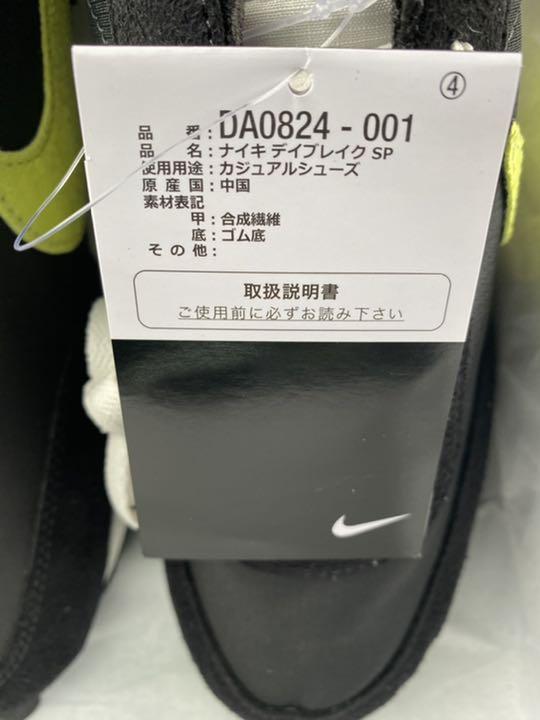 ④
品番:DA0824 - 001
品名:ナイキ デイブレイク SP
使用用途:カジュアルシューズ
原産国:中国
素材表記
甲:合成繊維
底:ゴム底
その他:
取扱説明書
ご使用前に必ずお読み下さい